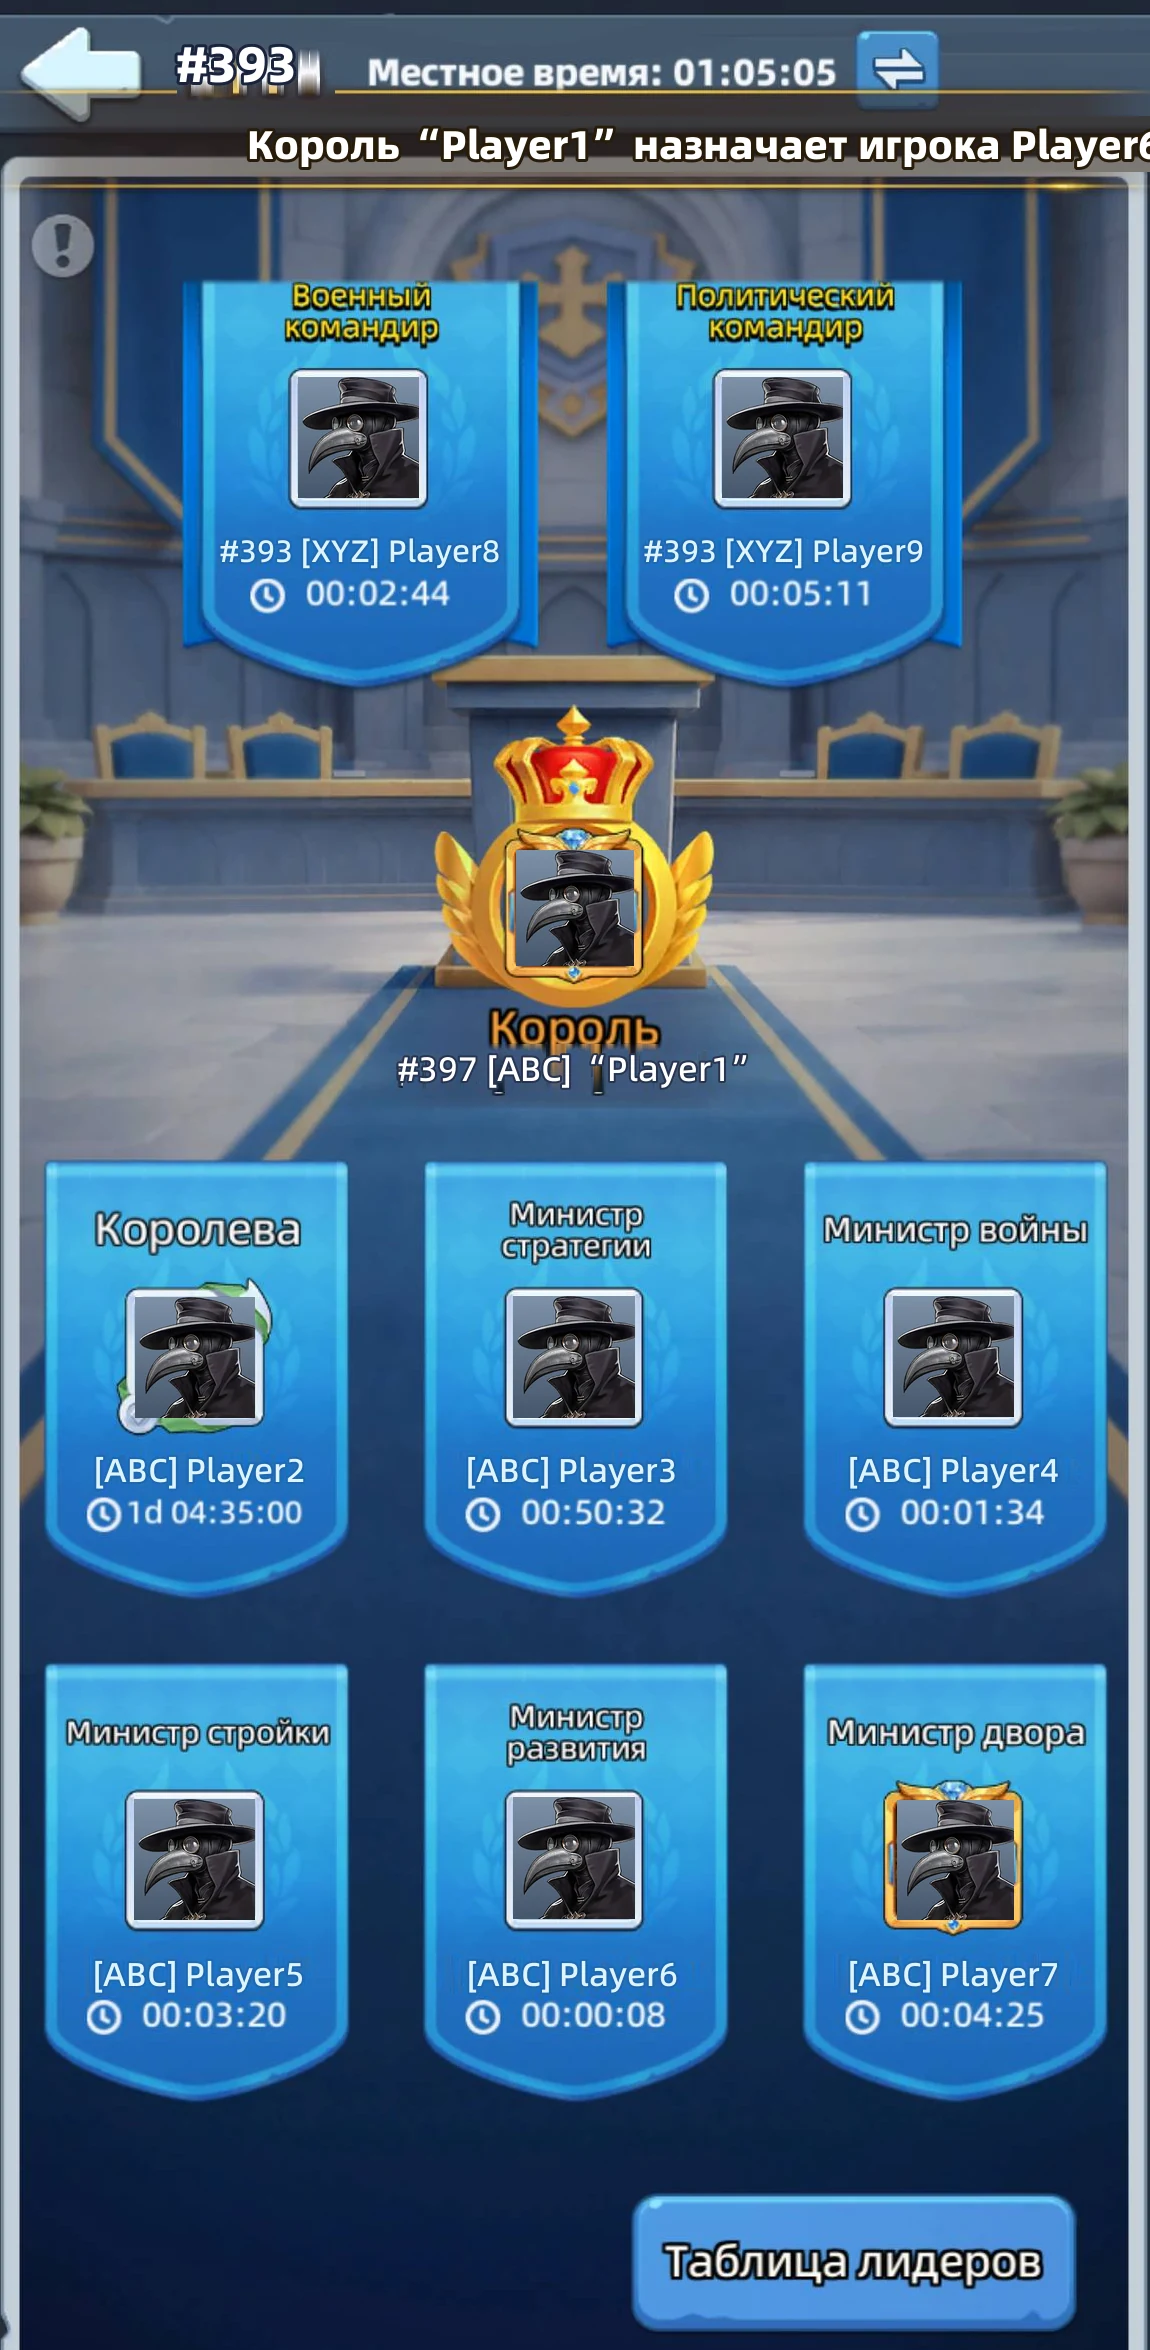 #393
Местное время: 01:05:05
Король “Player1” назначает игрока Player6
Военный
командир
Политический
командир
#393 [XYZ] Player8
#393 [XYZ] Player9
00:02:44
00:05:11
Король
#397 [ABC] “Player1”
Королева
Министр
стратегии
Министр войны
[ABC] Player2
[ABC] Player3
[ABC] Player4
1d 04:35:00
00:50:32
00:01:34
Министр стройки
Министр
развития
Министр двора
[ABC] Player5
[ABC] Player6
[ABC] Player7
00:03:20
00:00:08
00:04:25
Таблица лидеров